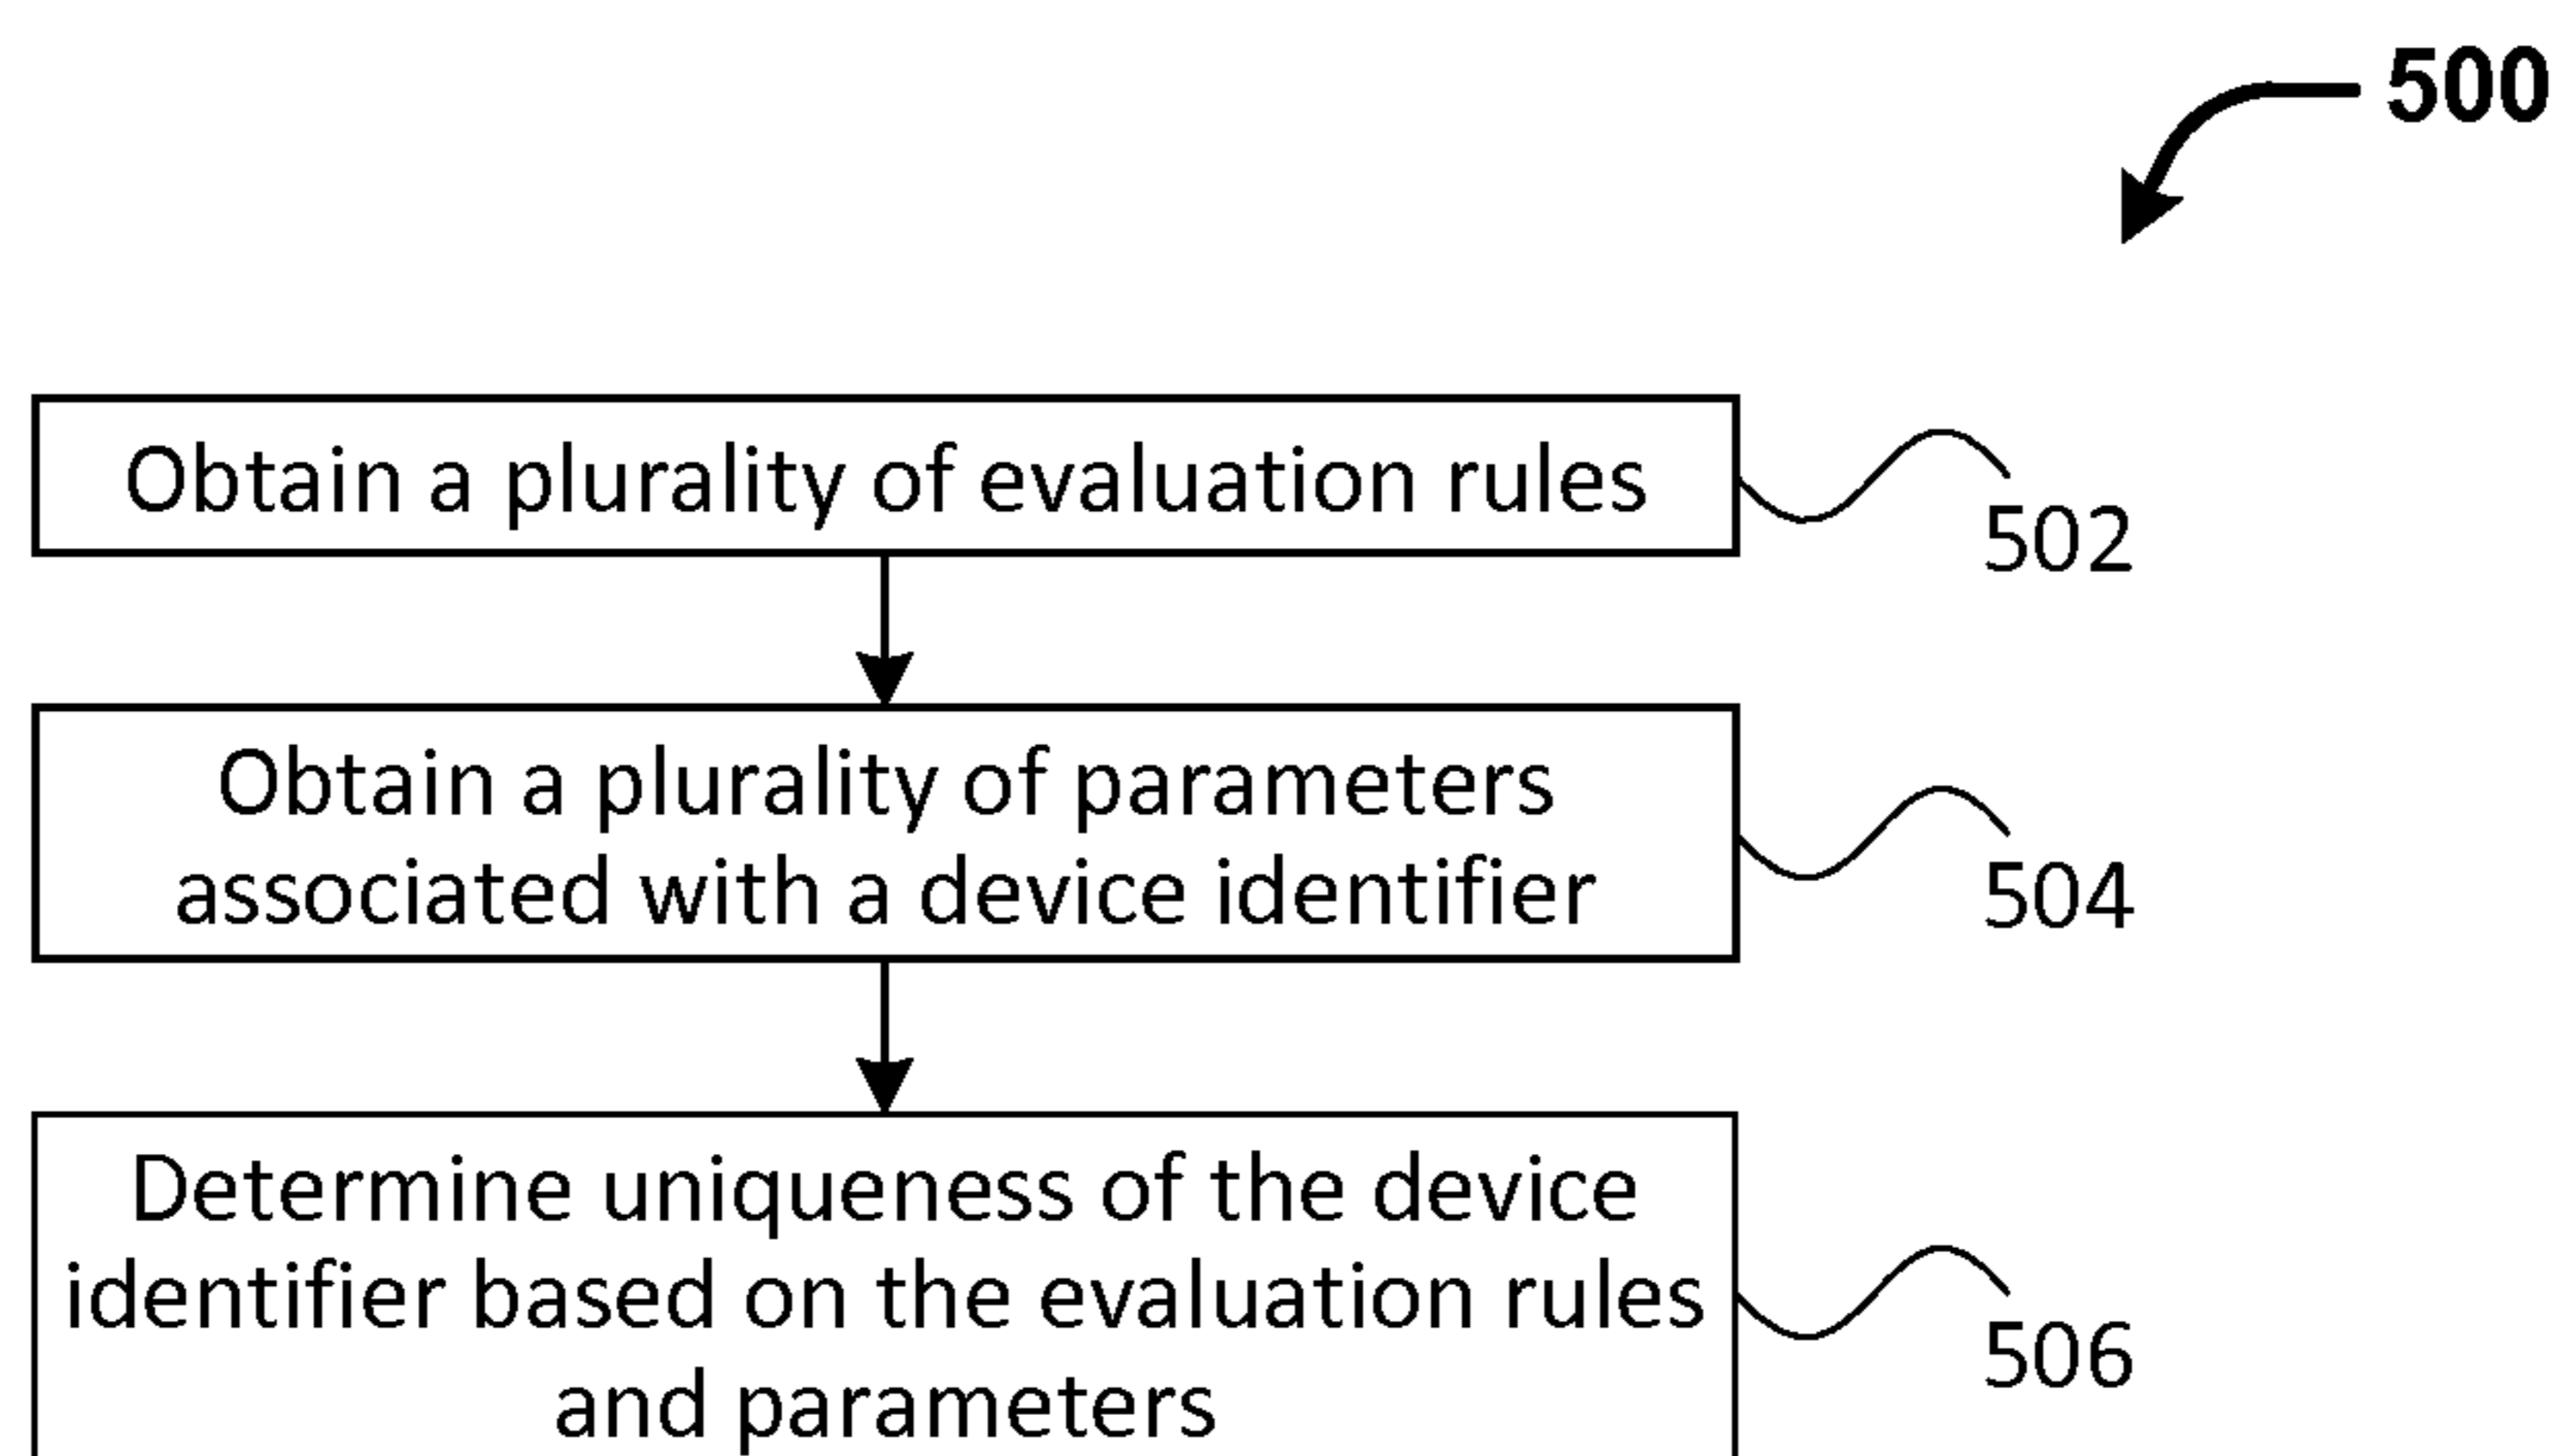 500
Obtain a plurality of evaluation rules
502
Obtain a plurality of parameters
associated with a device identifier
504
Determine uniqueness of the device
identifier based on the evaluation rules
and parameters
506